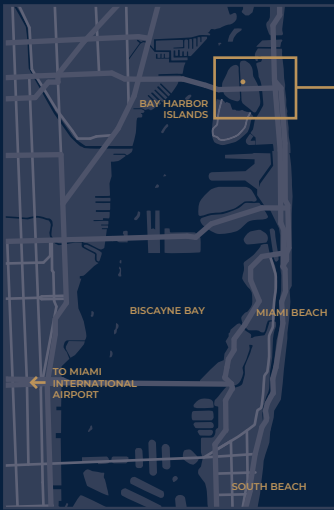 BAY HARBOR
ISLANDS
BISCAYNE BAY
MIAMI BEACH
TO MIAMI
INTERNATIONAL
AIRPORT
SOUTH BEACH